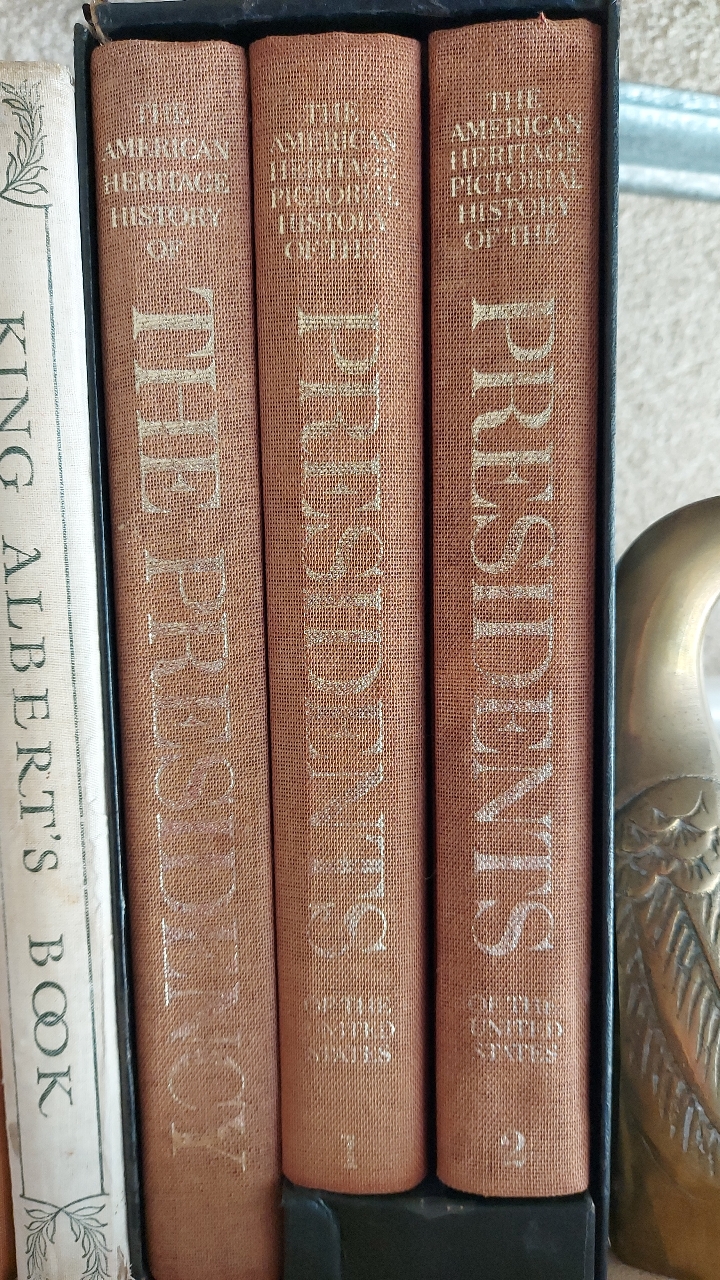 KING ALBERT'S BOOK
THE
AMERICAN
HERITAGE
HISTORY
OF
THE PRESIDENCY
THE
AMERICAN
HERITAGE
PICTORIAL
HISTORY
OF THE
PRESIDENTS
OF THE
UNITED
STATES
1
THE
AMERICAN
HERITAGE
PICTORIAL
HISTORY
OF THE
PRESIDENTS
OF THE
UNITED
STATES
2